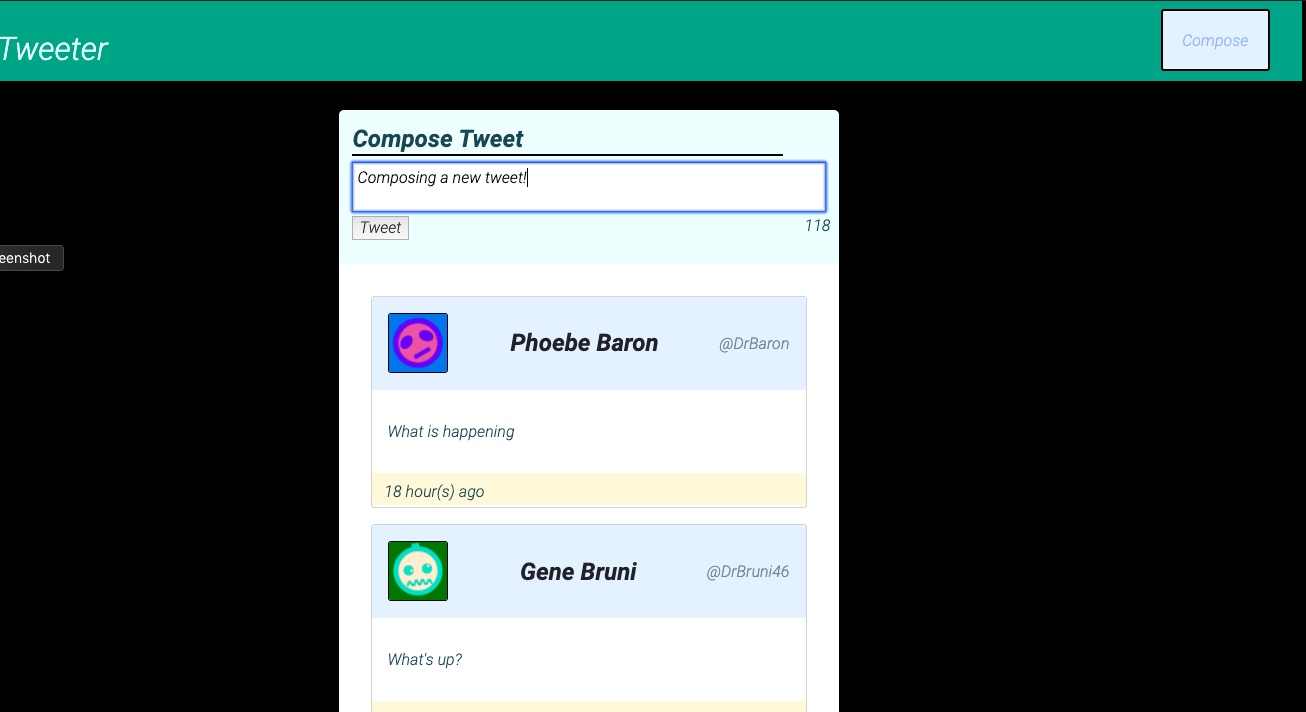 Tweeter
Compose
Compose Tweet
Composing a new tweet!
Tweet
118
eenshot
Phoebe Baron
@DrBaron
What is happening
18 hour(s) ago
Gene Bruni
@DrBruni46
What's up?